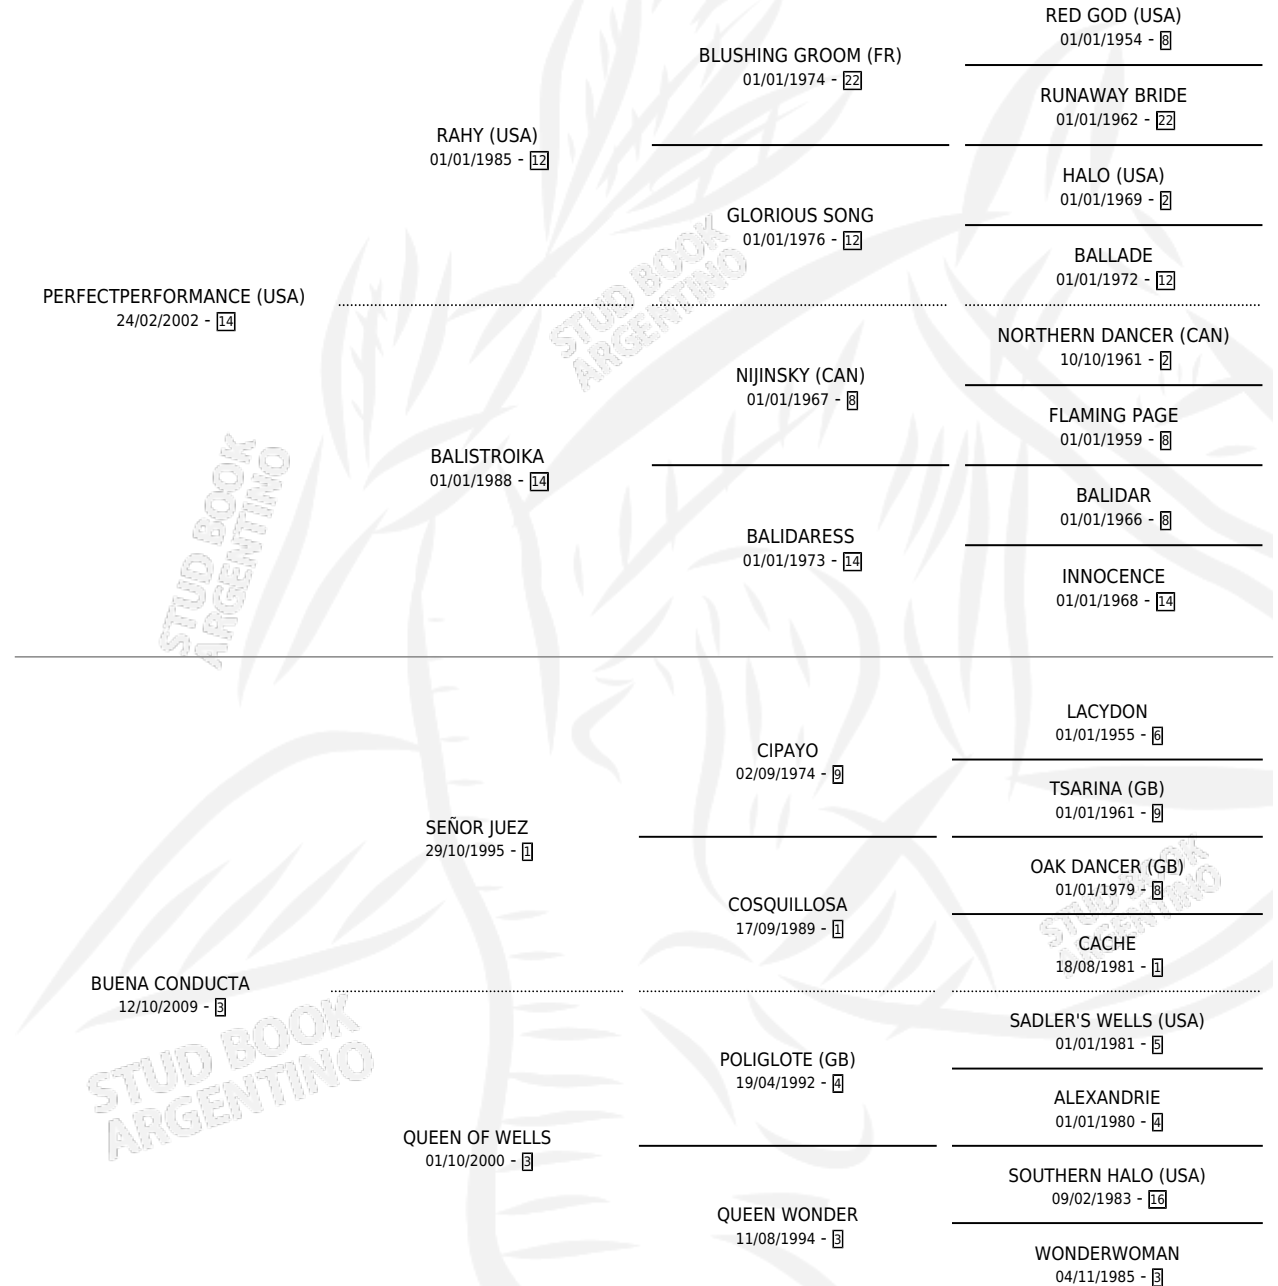 RED GOD (USA)
01/01/1954 - 8
BLUSHING GROOM (FR)
01/01/1974 - 22
RUNAWAY BRIDE
01/01/1962 - 22
RAHY (USA)
01/01/1985 - 12
HALO (USA)
01/01/1969 - 2
GLORIOUS SONG
01/01/1976 - 12
BALLADE
01/01/1972 - 12
PERFECTPERFORMANCE (USA)
24/02/2002 - 14
NORTHERN DANCER (CAN)
10/10/1961 - 2
NIJINSKY (CAN)
01/01/1967 - 8
FLAMING PAGE
01/01/1959 - 8
BALISTROIKA
01/01/1988 - 14
BALIDAR
01/01/1966 - 8
BALIDARESS
01/01/1973 - 14
INNOCENCE
01/01/1968 - 14
LACYDON
01/01/1955 - 6
CIPAYO
02/09/1974 - 9
TSARINA (GB)
01/01/1961 - 9
SEÑOR JUEZ
29/10/1995 - 1
OAK DANCER (GB)
01/01/1979 - 8
COSQUILLOSA
17/09/1989 - 1
CACHE
18/08/1981 - 1
BUENA CONDUCTA
12/10/2009 - 3
SADLER'S WELLS (USA)
01/01/1981 - 5
POLIGLOTE (GB)
19/04/1992 - 4
ALEXANDRIE
01/01/1980 - 4
QUEEN OF WELLS
01/10/2000 - 3
SOUTHERN HALO (USA)
09/02/1983 - 16
QUEEN WONDER
11/08/1994 - 3
WONDERWOMAN
04/11/1985 - 3
STUD BOOK
ARGENTINO
STUD BOOK
ARGENTINO
STUD BOOK
ARGENTINO
STUD BOOK
ARGENTINO